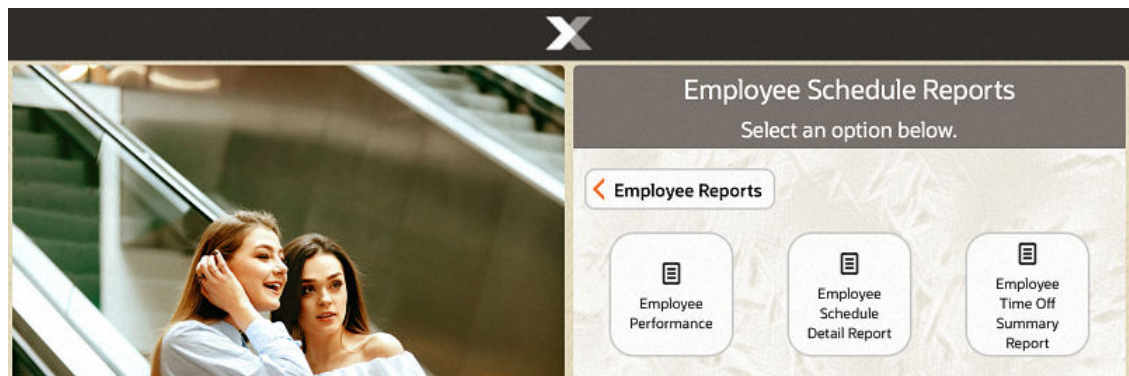 Employee Schedule Reports
Select an option below.
Employee Reports
Employee
Performance
Employee
Schedule
Detail Report
Employee
Time Off
Summary
Report